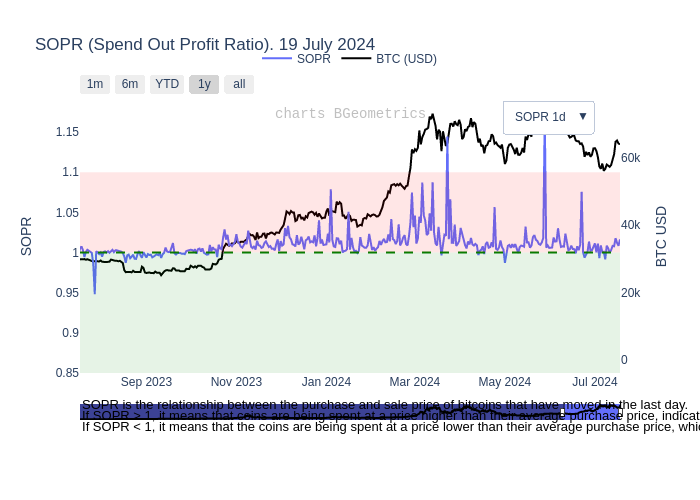 SOPR (Spend Out Profit Ratio). 19 July 2024
SOPR BTC (USD)
1m 6m YTD 1y all
charts BGeometrics
SOPR 1d ▼
1.15
1.1
1.05
1
0.95
0.9
0.85
SOPR
60k
40k
20k
0
BTC USD
Sep 2023 Nov 2023 Jan 2024 Mar 2024 May 2024 Jul 2024
SOPR is the relationship between the purchase and sale price of bitcoins that have moved in the last day.
If SOPR > 1, it means that coins are being spent at a price higher than their average purchase price, indicat
If SOPR < 1, it means that the coins are being spent at a price lower than their average purchase price, whic